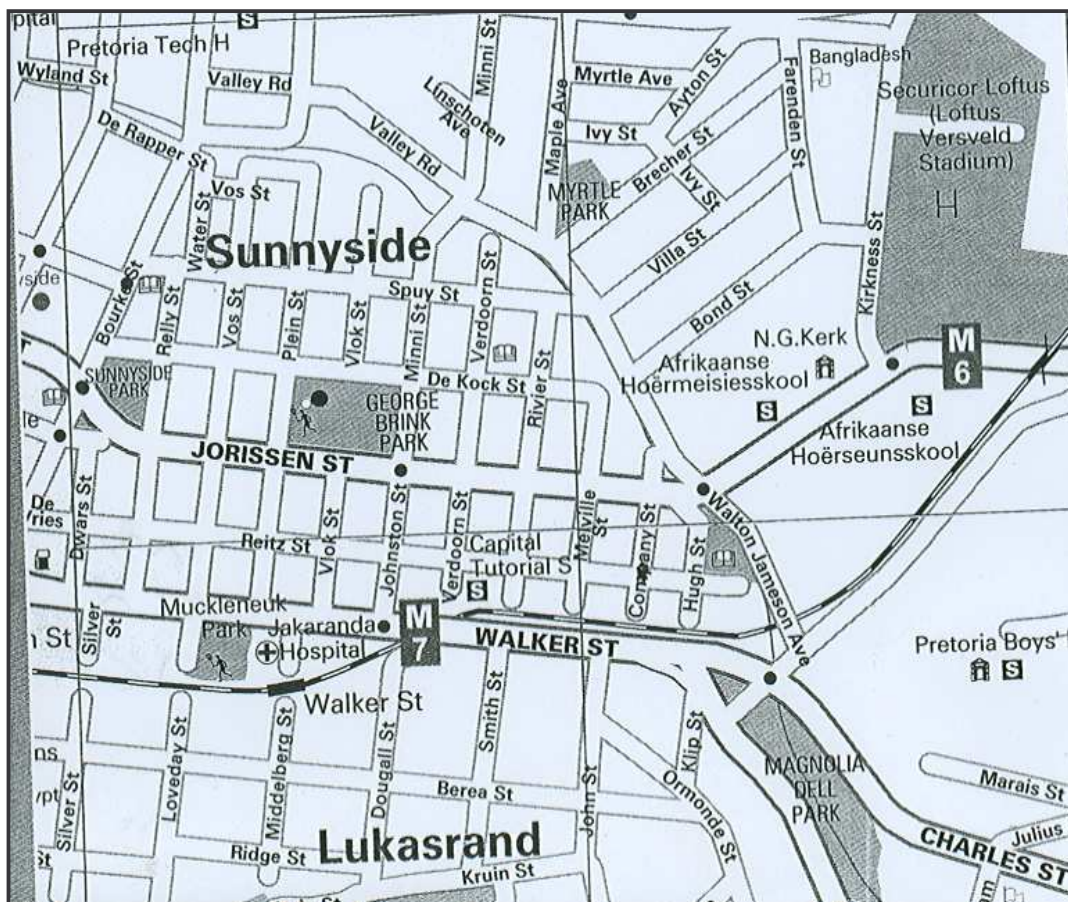 pital
S
Pretoria Tech H
Wyland St
Valley Rd
De Rapper St
Vos St
Water St
Valley Rd
Linschoten
Ave
Minni St
Maple Ave
Myrtle Ave
Ayton St
Ivy St
Brecher St
Ivy St
Farenden St
Bangladesh
Securicor Loftus
(Loftus
Versveld
Stadium)
H
MYRTLE
PARK
Villa St
Bond St
Kirkness St
Sunnyside
yside
Bourke St
Relly St
Vos St
Plein St
Vlok St
Spuy St
Minni St
Verdoorn St
De Kock St
Rivier St
N.G.Kerk
Afrikaanse
Hoërmeisiesskool
S
M
6
S
Afrikaanse
Hoërseunsskool
SUNNYSIDE
PARK
GEORGE
BRINK
PARK
JORISSEN ST
De
Vries
Dwars St
Reitz St
Vlok St
Johnston St
Verdoorn St
Capital
Tutorial S
S
Melville
St
Company St
Hugh St
Walton Jameson Ave
Silver
St
Muckleneuk
Park
Jakaranda
Hospital
M
7
WALKER ST
Pretoria Boys'
S
n St
Walker St
Silver St
Loveday St
Middelberg St
Dougall St
Smith St
Berea St
John St
Klip St
Ormonde St
MAGNOLIA
DELL
PARK
Marais St
Julius
CHARLES ST
ns
ypt
St
Ridge St
Lukasrand
Kruin St
am